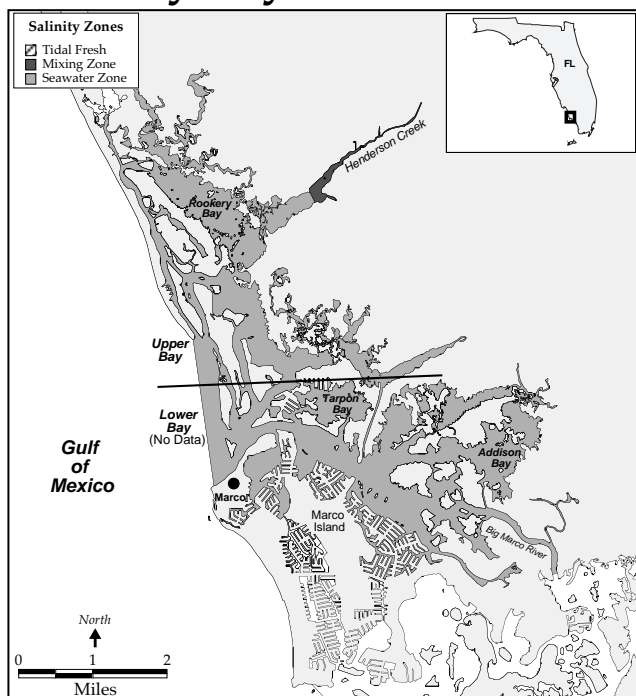 Salinity Zones
Tidal Fresh
Mixing Zone
Seawater Zone
FL
Henderson Creek
Rookery
Bay
Upper
Bay
Lower
Bay
(No Data)
Tarpon
Bay
Addison
Bay
Gulf
of
Mexico
Marco
Marco
Island
Big Marco River
North
0 1 2
Miles